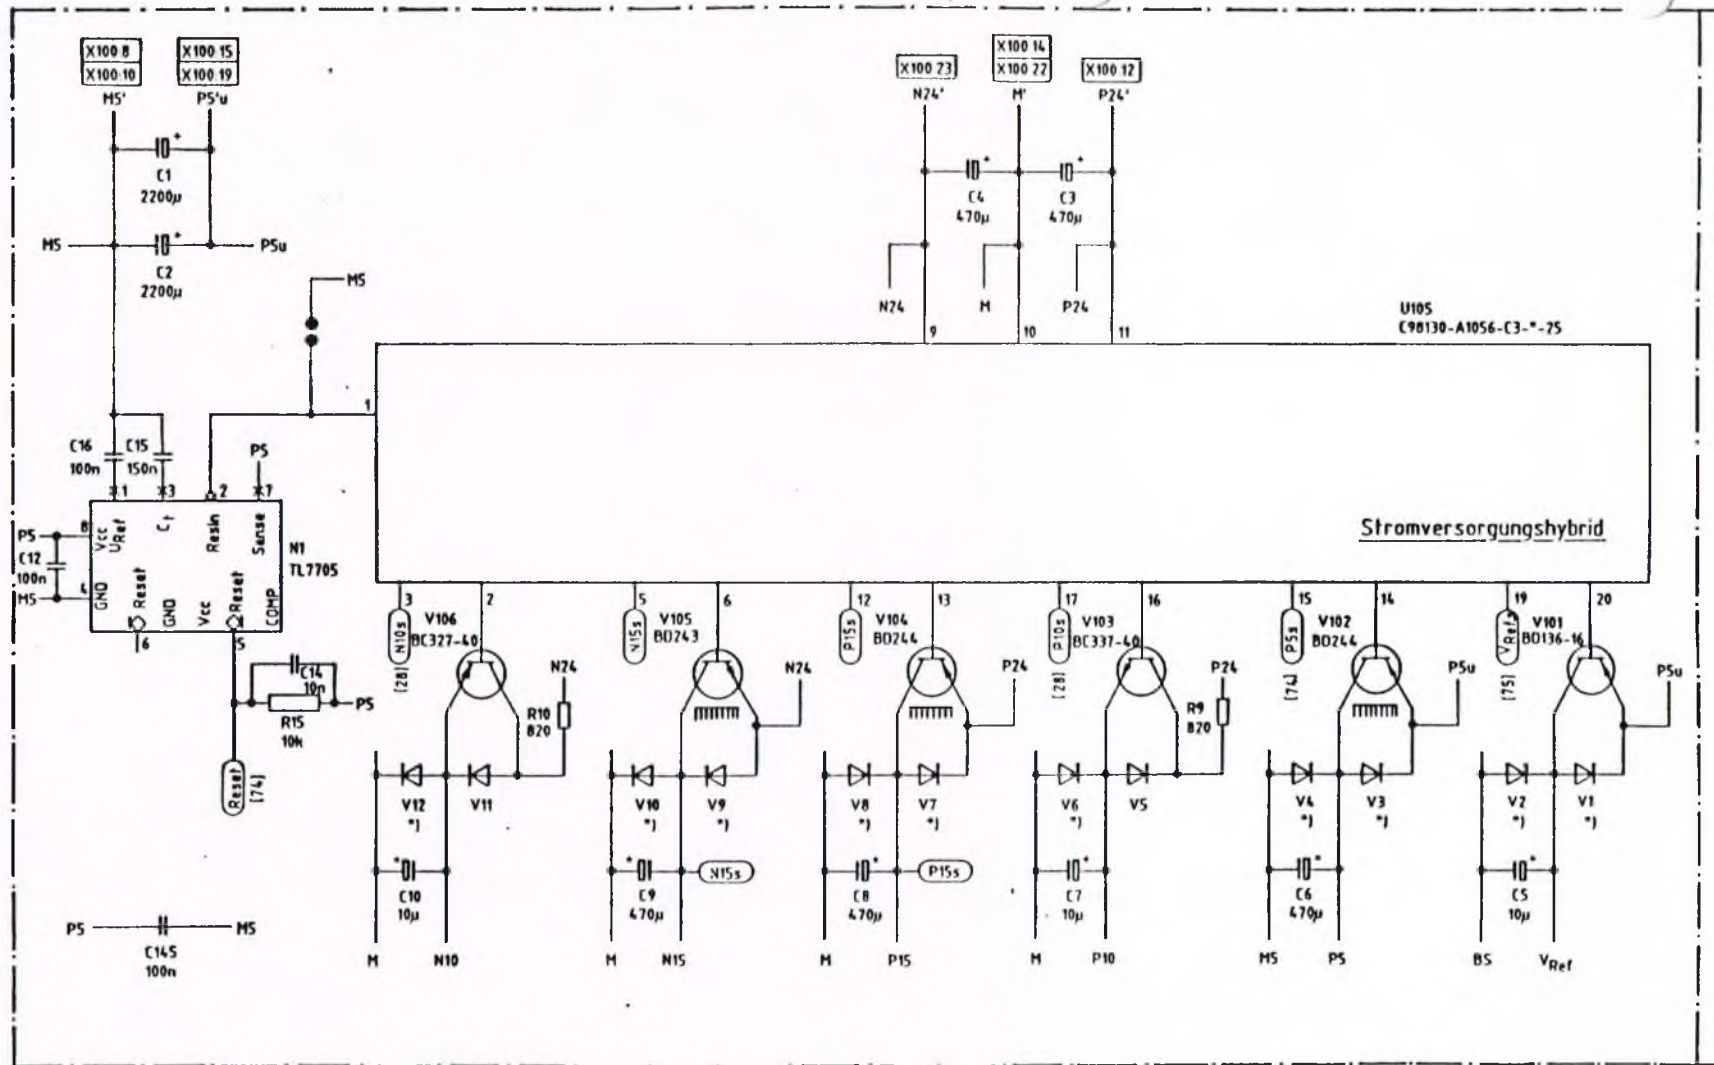 X100 8
X100 10
M5'
X100 15
X100 19
P5'u
X100 23
N24'
X100 14
X100 22
M'
X100 12
P24'
+
C1
2200µ
M5
+
C2
2200µ
P5u
M5
+
C4
470µ
+
C3
470µ
N24
M
P24
9
10
11
U105
C98130-A1056-C3-*-25
1
Stromversorgungshybrid
C16
100n
C15
150n
P5
1
3
2
7
P5
C12
100n
M5
8
4
Vcc
URef
Ct
Resin
Sense
GND
Reset
GND
Vcc
Reset
COMP
N1
TL7705
6
5
C14
10n
R15
10k
P5
Reset
[74]
P5
C145
100n
M5
3
N10s
[28]
V106
BC327-40
2
N24
R10
820
V12
*)
V11
+
C10
10µ
M
N10
5
N15s
V105
BD243
6
N24
V10
*)
V9
*)
+
C9
470µ
N15s
M
N15
12
P15s
V104
BD244
13
P24
V8
*)
V7
*)
+
C8
470µ
P15s
M
P15
17
P10s
[28]
V103
BC337-40
16
P24
R9
820
V6
*)
V5
+
C7
10µ
M
P10
15
P5s
[74]
V102
BD244
14
P5u
V4
*)
V3
*)
+
C6
470µ
M5
P5
19
VRef
[75]
V101
BD136-16
20
P5u
V2
*)
V1
+
C5
10µ
BS
VRef